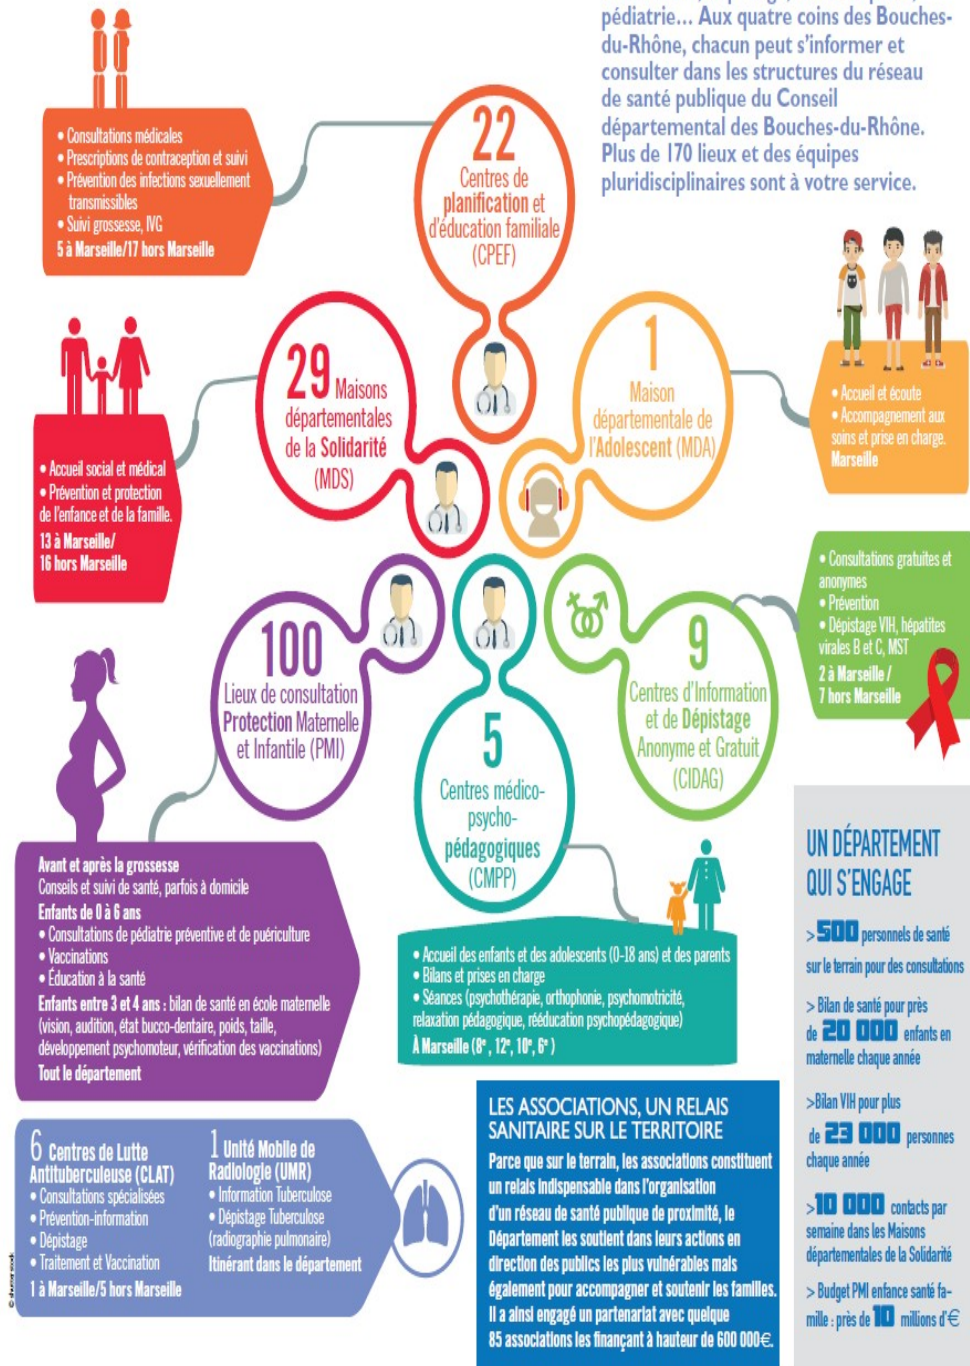 pédiatrie... Aux quatre coins des Bouches-
du-Rhône, chacun peut s'informer et
consulter dans les structures du réseau
de santé publique du Conseil
départemental des Bouches-du-Rhône.
Plus de 170 lieux et des équipes
pluridisciplinaires sont à votre service.
• Consultations médicales
• Prescriptions de contraception et suivi
• Prévention des infections sexuellement
transmissibles
• Suivi grossesse, IVG
5 à Marseille/17 hors Marseille
22
Centres de
planification et
d'éducation familiale
(CPEF)
29 Maisons
départementales
de la Solidarité
(MDS)
• Accueil social et médical
• Prévention et protection
de l'enfance et de la famille.
13 à Marseille/
16 hors Marseille
1
Maison
départementale de
l'Adolescent (MDA)
• Accueil et écoute
• Accompagnement aux
soins et prise en charge.
Marseille
100
Lieux de consultation
Protection Maternelle
et Infantile (PMI)
5
Centres médico-
psycho-
pédagogiques
(CMPP)
9
Centres d'Information
et de Dépistage
Anonyme et Gratuit
(CIDAG)
• Consultations gratuites et
anonymes
• Prévention
• Dépistage VIH, hépatites
virales B et C, MST
2 à Marseille /
7 hors Marseille
Avant et après la grossesse
Conseils et suivi de santé, parfois à domicile
Enfants de 0 à 6 ans
• Consultations de pédiatrie préventive et de puériculture
• Vaccinations
• Éducation à la santé
Enfants entre 3 et 4 ans : bilan de santé en école maternelle
(vision, audition, état bucco-dentaire, poids, taille,
développement psychomoteur, vérification des vaccinations)
Tout le département
• Accueil des enfants et des adolescents (0-18 ans) et des parents
• Bilans et prises en charge
• Séances (psychothérapie, orthophonie, psychomotricité,
relaxation pédagogique, rééducation psychopédagogique)
À Marseille (8e, 12e, 10e, 6e )
6 Centres de Lutte
Antituberculeuse (CLAT)
• Consultations spécialisées
• Prévention-information
• Dépistage
• Traitement et Vaccination
1 à Marseille/5 hors Marseille
1 Unité Mobile de
Radiologie (UMR)
• Information Tuberculose
• Dépistage Tuberculose
(radiographie pulmonaire)
Itinérant dans le département
LES ASSOCIATIONS, UN RELAIS
SANITAIRE SUR LE TERRITOIRE
Parce que sur le terrain, les associations constituent
un relais indispensable dans l'organisation
d'un réseau de santé publique de proximité, le
Département les soutient dans leurs actions en
direction des publics les plus vulnérables mais
également pour accompagner et soutenir les familles.
Il a ainsi engagé un partenariat avec quelque
85 associations les finançant à hauteur de 600 000€.
UN DÉPARTEMENT
QUI S'ENGAGE
> 500 personnels de santé
sur le terrain pour des consultations
> Bilan de santé pour près
de 20 000 enfants en
maternelle chaque année
>Bilan VIH pour plus
de 23 000 personnes
chaque année
>10 000 contacts par
semaine dans les Maisons
départementales de la Solidarité
> Budget PMI enfance santé fa-
mille : près de 10 millions d'€
© shutterstock